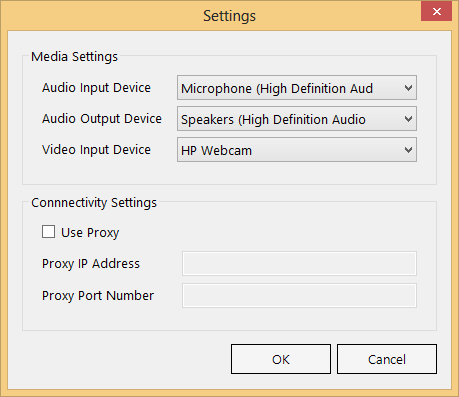 Settings
Media Settings
Audio Input Device Microphone (High Definition Aud
Audio Output Device Speakers (High Definition Audio
Video Input Device HP Webcam
Connnectivity Settings
Use Proxy
Proxy IP Address
Proxy Port Number
OK Cancel